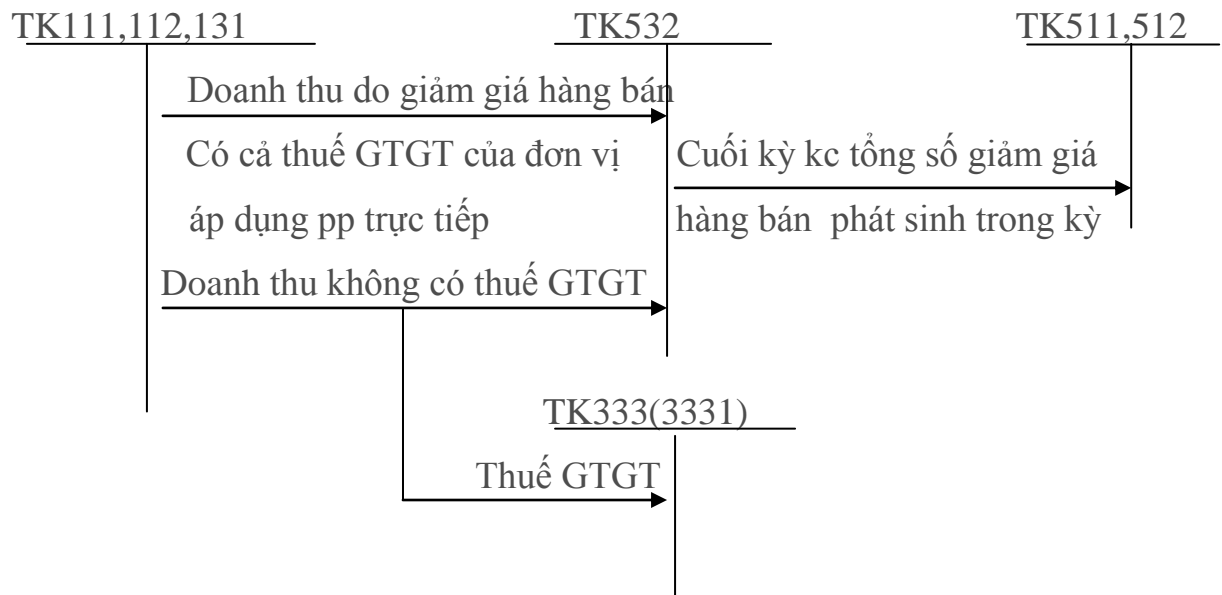 TK111,112,131
TK532
TK511,512
Doanh thu do giảm giá hàng bán
Có cả thuế GTGT của đơn vị
áp dụng pp trực tiếp
Cuối kỳ kc tổng số giảm giá
hàng bán phát sinh trong kỳ
Doanh thu không có thuế GTGT
TK333(3331)
Thuế GTGT